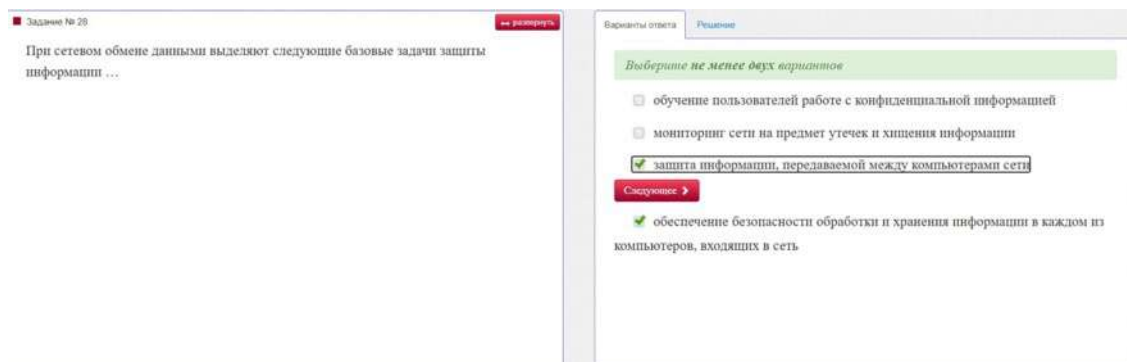 Задание № 28
развернуть
При сетевом обмене данными выделяют следующие базовые задачи защиты
информации …
Варианты ответа
Решение
Выберите не менее двух вариантов
обучение пользователей работе с конфиденциальной информацией
мониторинг сети на предмет утечек и хищения информации
защита информации, передаваемой между компьютерами сети
Следующее
обеспечение безопасности обработки и хранения информации в каждом из
компьютеров, входящих в сеть